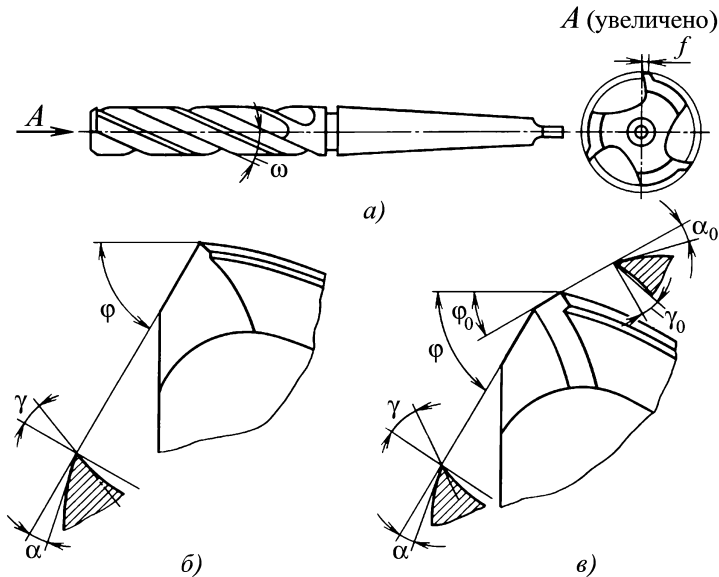 А (увеличено)
f
А
ω
а)
α₀
φ
γ
α
б)
φ₀
γ₀
φ
γ
α
в)